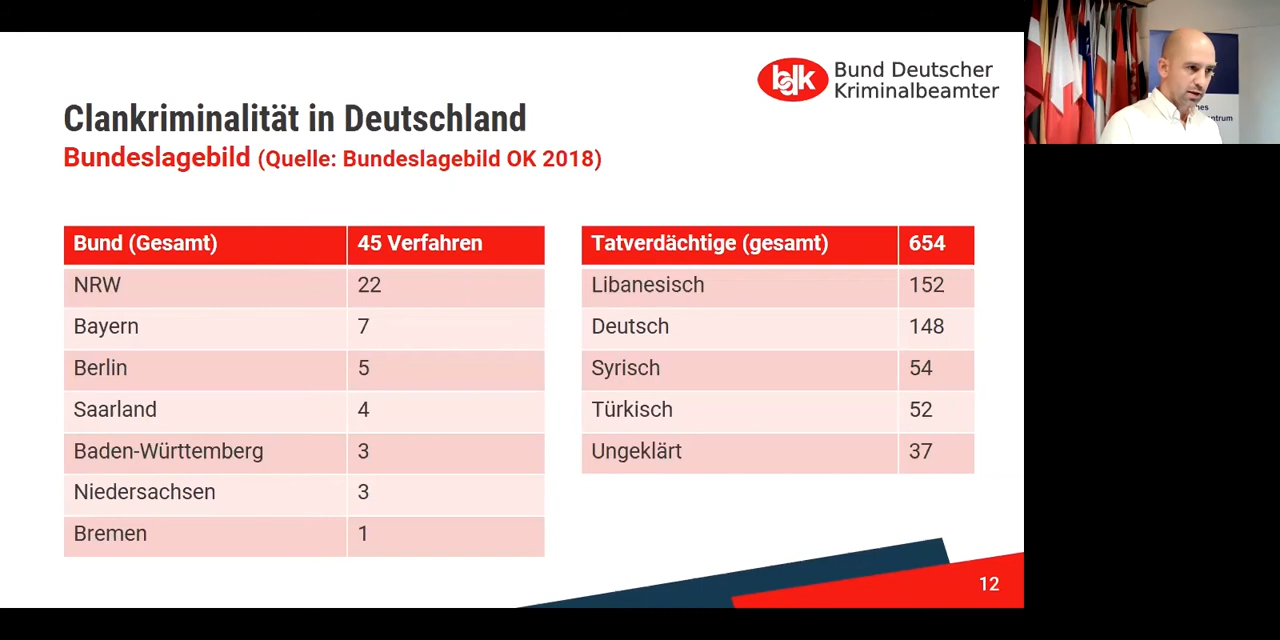 bdk Bund Deutscher
Kriminalbeamter
Clankriminalität in Deutschland
Bundeslagebild (Quelle: Bundeslagebild OK 2018)
Bund (Gesamt) 45 Verfahren
NRW 22
Bayern 7
Berlin 5
Saarland 4
Baden-Württemberg 3
Niedersachsen 3
Bremen 1
Tatverdächtige (gesamt) 654
Libanesisch 152
Deutsch 148
Syrisch 54
Türkisch 52
Ungeklärt 37
12